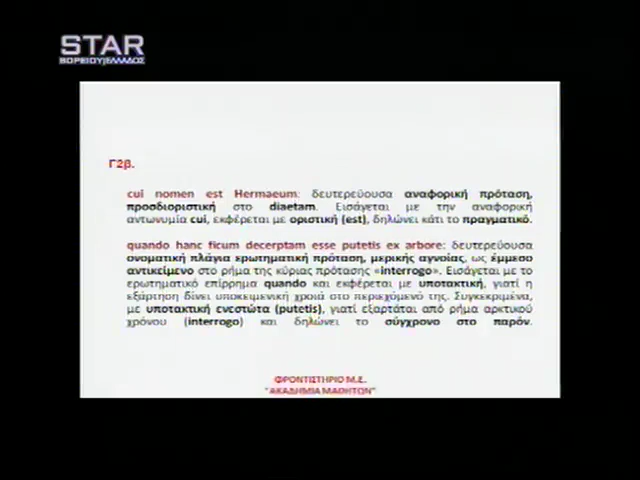 STAR
ΒΟΡΕΙΟΥ ΕΛΛΑΔΟΣ
Γ2β.
cui nomen est Hermaeum: δευτερεύουσα αναφορική πρόταση,
προσδιοριστική στο diaetam. Εισάγεται με την αναφορική
αντωνυμία cui, εκφέρεται με οριστική (est), δηλώνει κάτι το πραγματικό.
quando hanc ficum decerptam esse putetis ex arbore: δευτερεύουσα
ονοματική πλάγια ερωτηματική πρόταση, μερικής αγνοίας, ως έμμεσο
αντικείμενο στο ρήμα της κύριας πρότασης «interrogo». Εισάγεται με το
ερωτηματικό επίρρημα quando και εκφέρεται με υποτακτική, γιατί η
εξάρτηση δίνει υποκειμενική χροιά στο περιεχόμενό της. Συγκεκριμένα,
με υποτακτική ενεστώτα (putetis), γιατί εξαρτάται από ρήμα αρκτικού
χρόνου (interrogo) και δηλώνει το σύγχρονο στο παρόν.
ΦΡΟΝΤΙΣΤΗΡΙΟ Μ.Ε.
"ΑΚΑΔΗΜΙΑ ΜΑΘΗΤΩΝ"